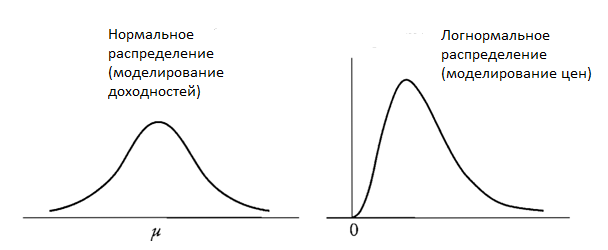 Нормальное
распределение
(моделирование
доходностей)
Логнормальное
распределение
(моделирование цен)
μ
0